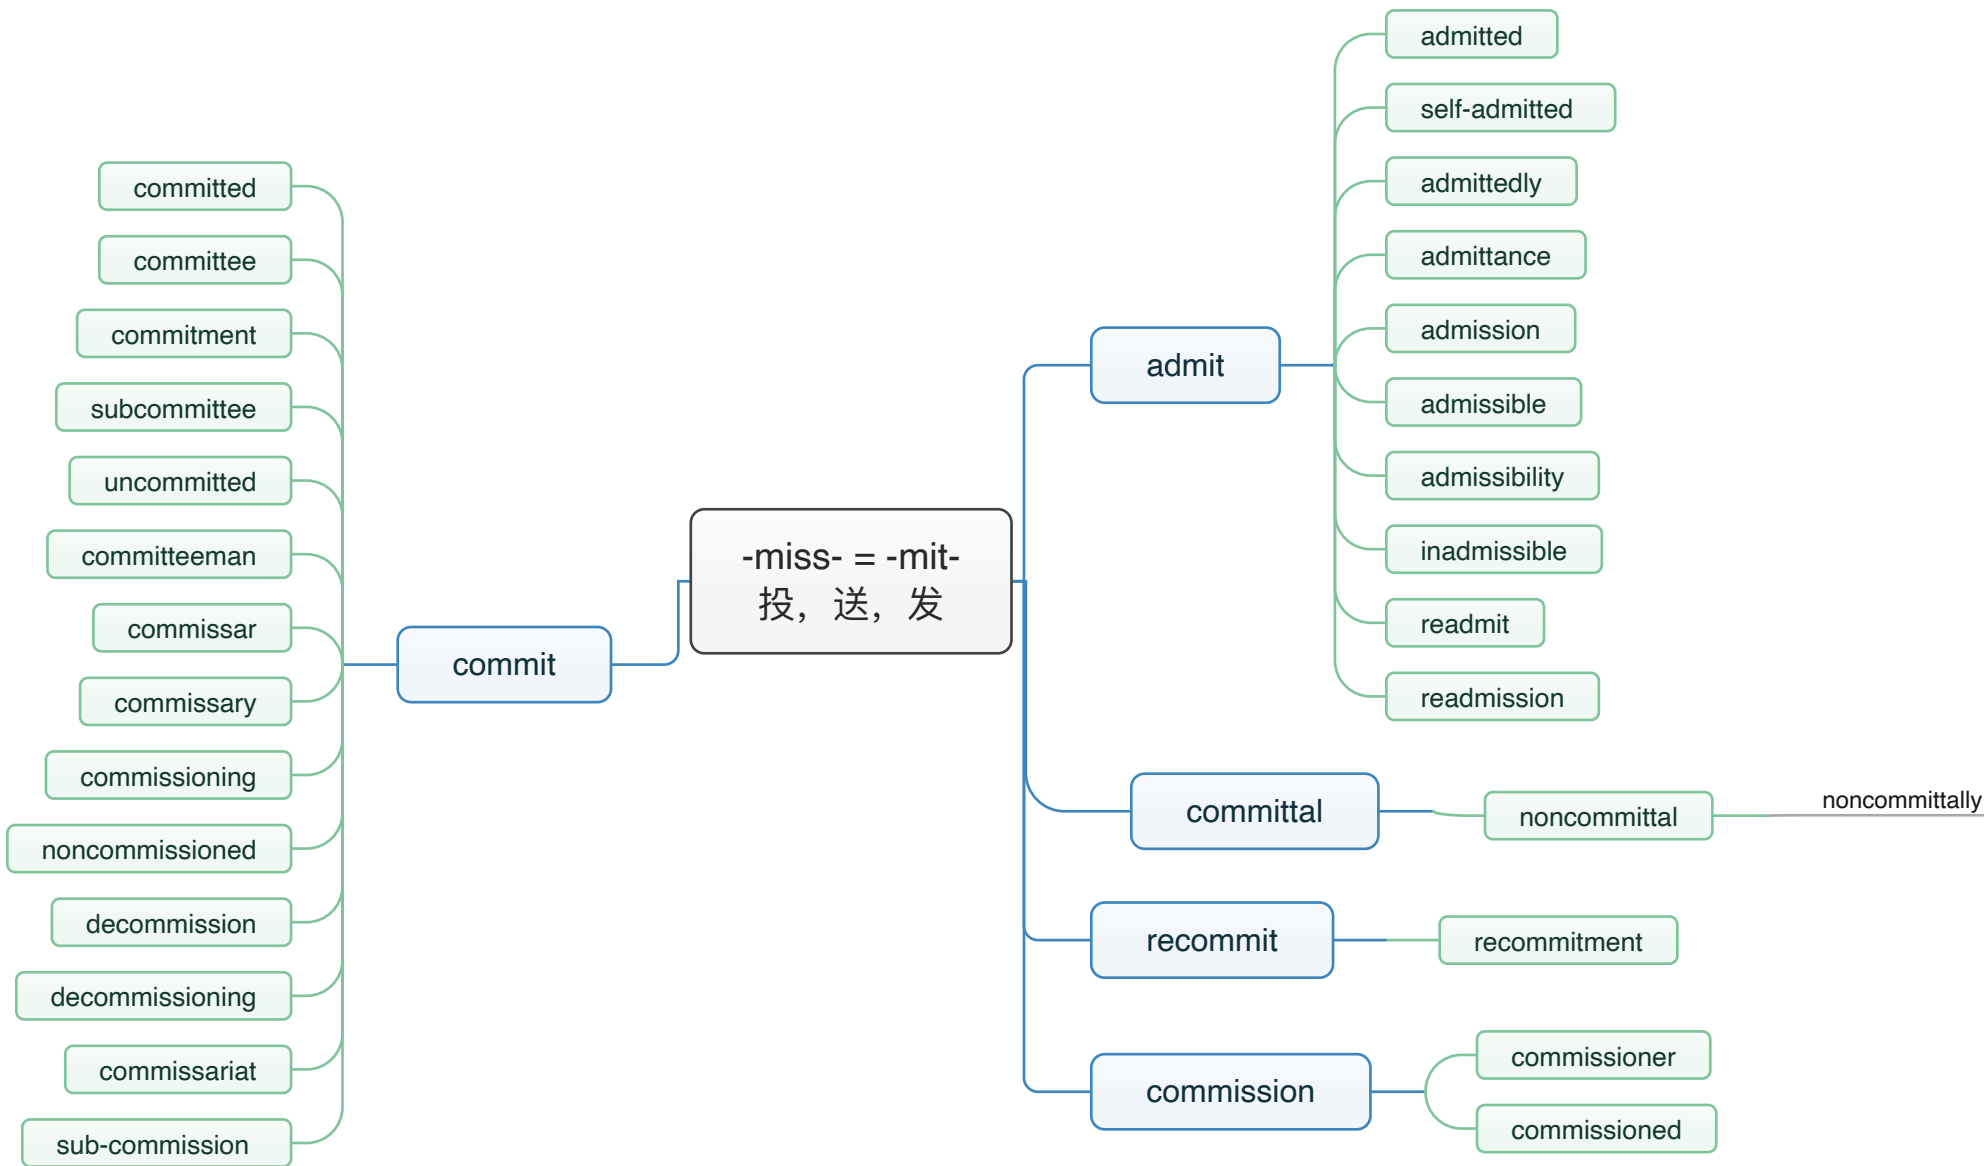 -miss- = -mit-
投，送，发
admit
admitted
self-admitted
admittedly
admittance
admission
admissible
admissibility
inadmissible
readmit
readmission
committal
noncommittal
noncommittally
recommit
recommitment
commission
commissioner
commissioned
commit
committed
committee
commitment
subcommittee
uncommitted
committeeman
commissar
commissary
commissioning
noncommissioned
decommission
decommissioning
commissariat
sub-commission